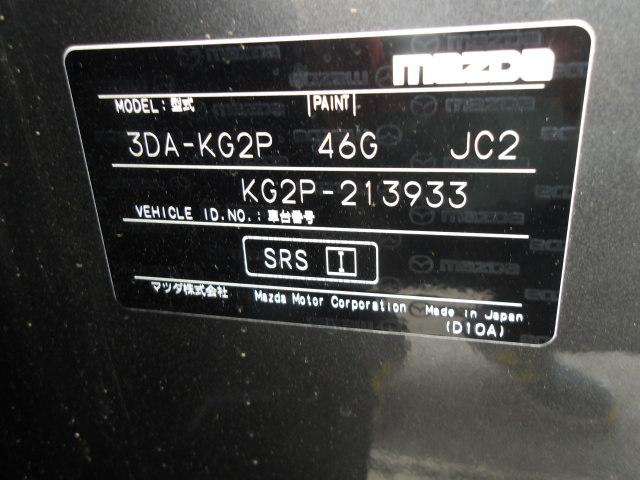 mazda
MODEL:型式 PAINT
3DA-KG2P 46G JC2
KG2P-213933
VEHICLE ID.NO.:車台番号
SRS I
マツダ株式会社 Mazda Motor Corporation Made in Japan
(D10A)